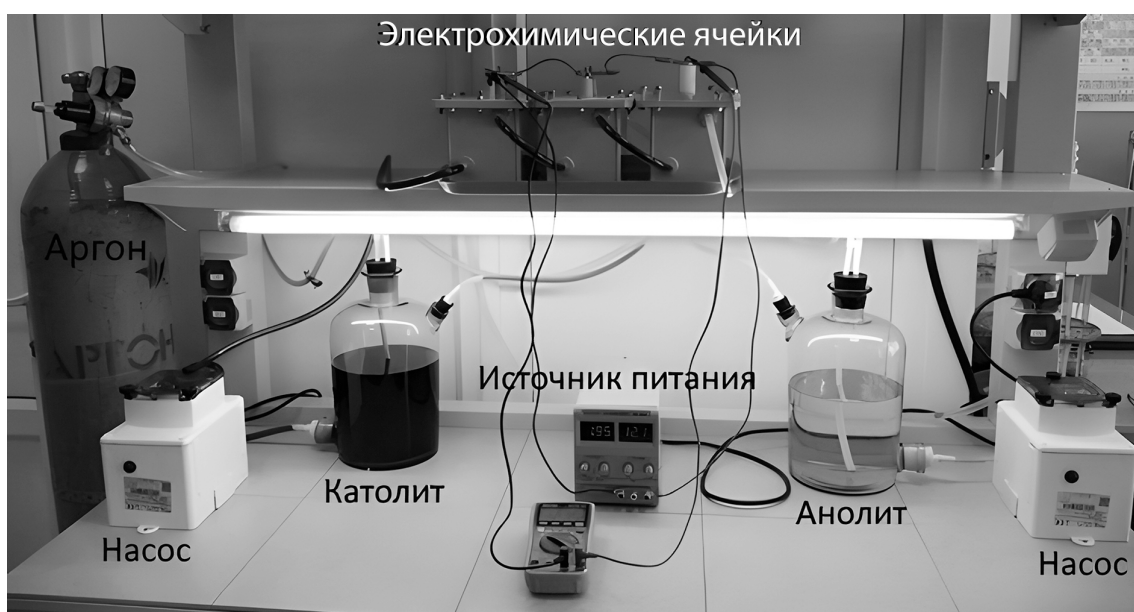 Электрохимические ячейки
Аргон
АРГОН
Источник питания
Католит
Анолит
Насос
Насос